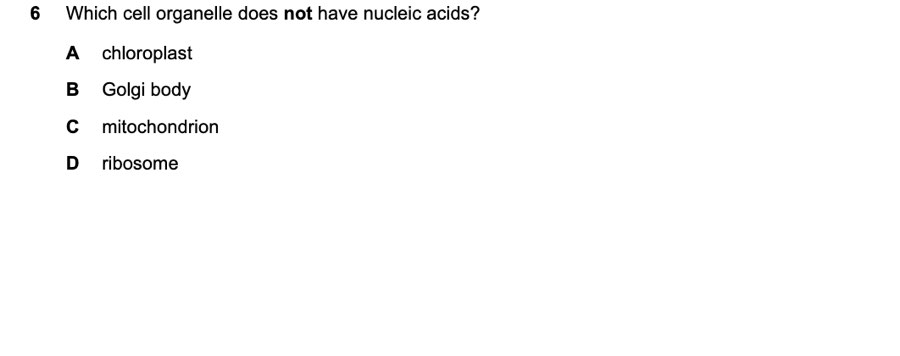 6 Which cell organelle does not have nucleic acids?
A chloroplast
B Golgi body
C mitochondrion
D ribosome